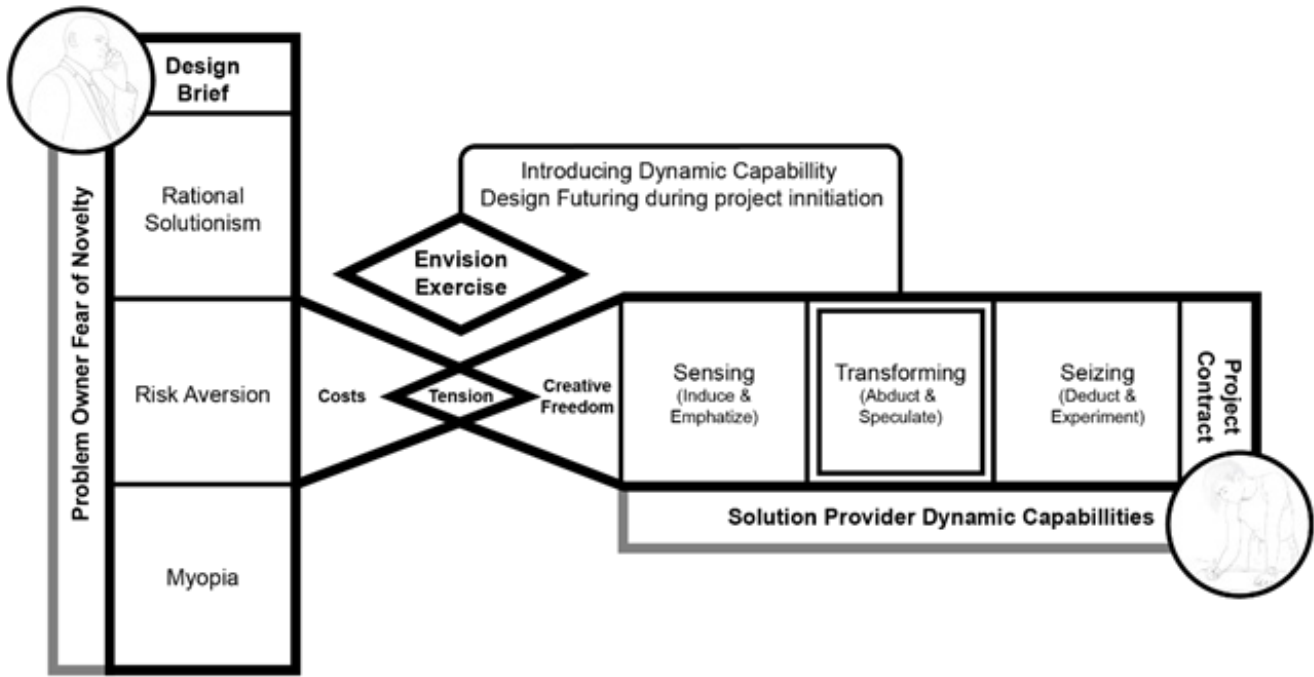 Design
Brief
Problem Owner Fear of Novelty
Rational
Solutionism
Risk Aversion
Myopia
Introducing Dynamic Capabillity
Design Futuring during project innitiation
Envision
Exercise
Costs
Tension
Creative
Freedom
Sensing
(Induce &
Emphatize)
Transforming
(Abduct &
Speculate)
Seizing
(Deduct &
Experiment)
Project
Contract
Solution Provider Dynamic Capabillities